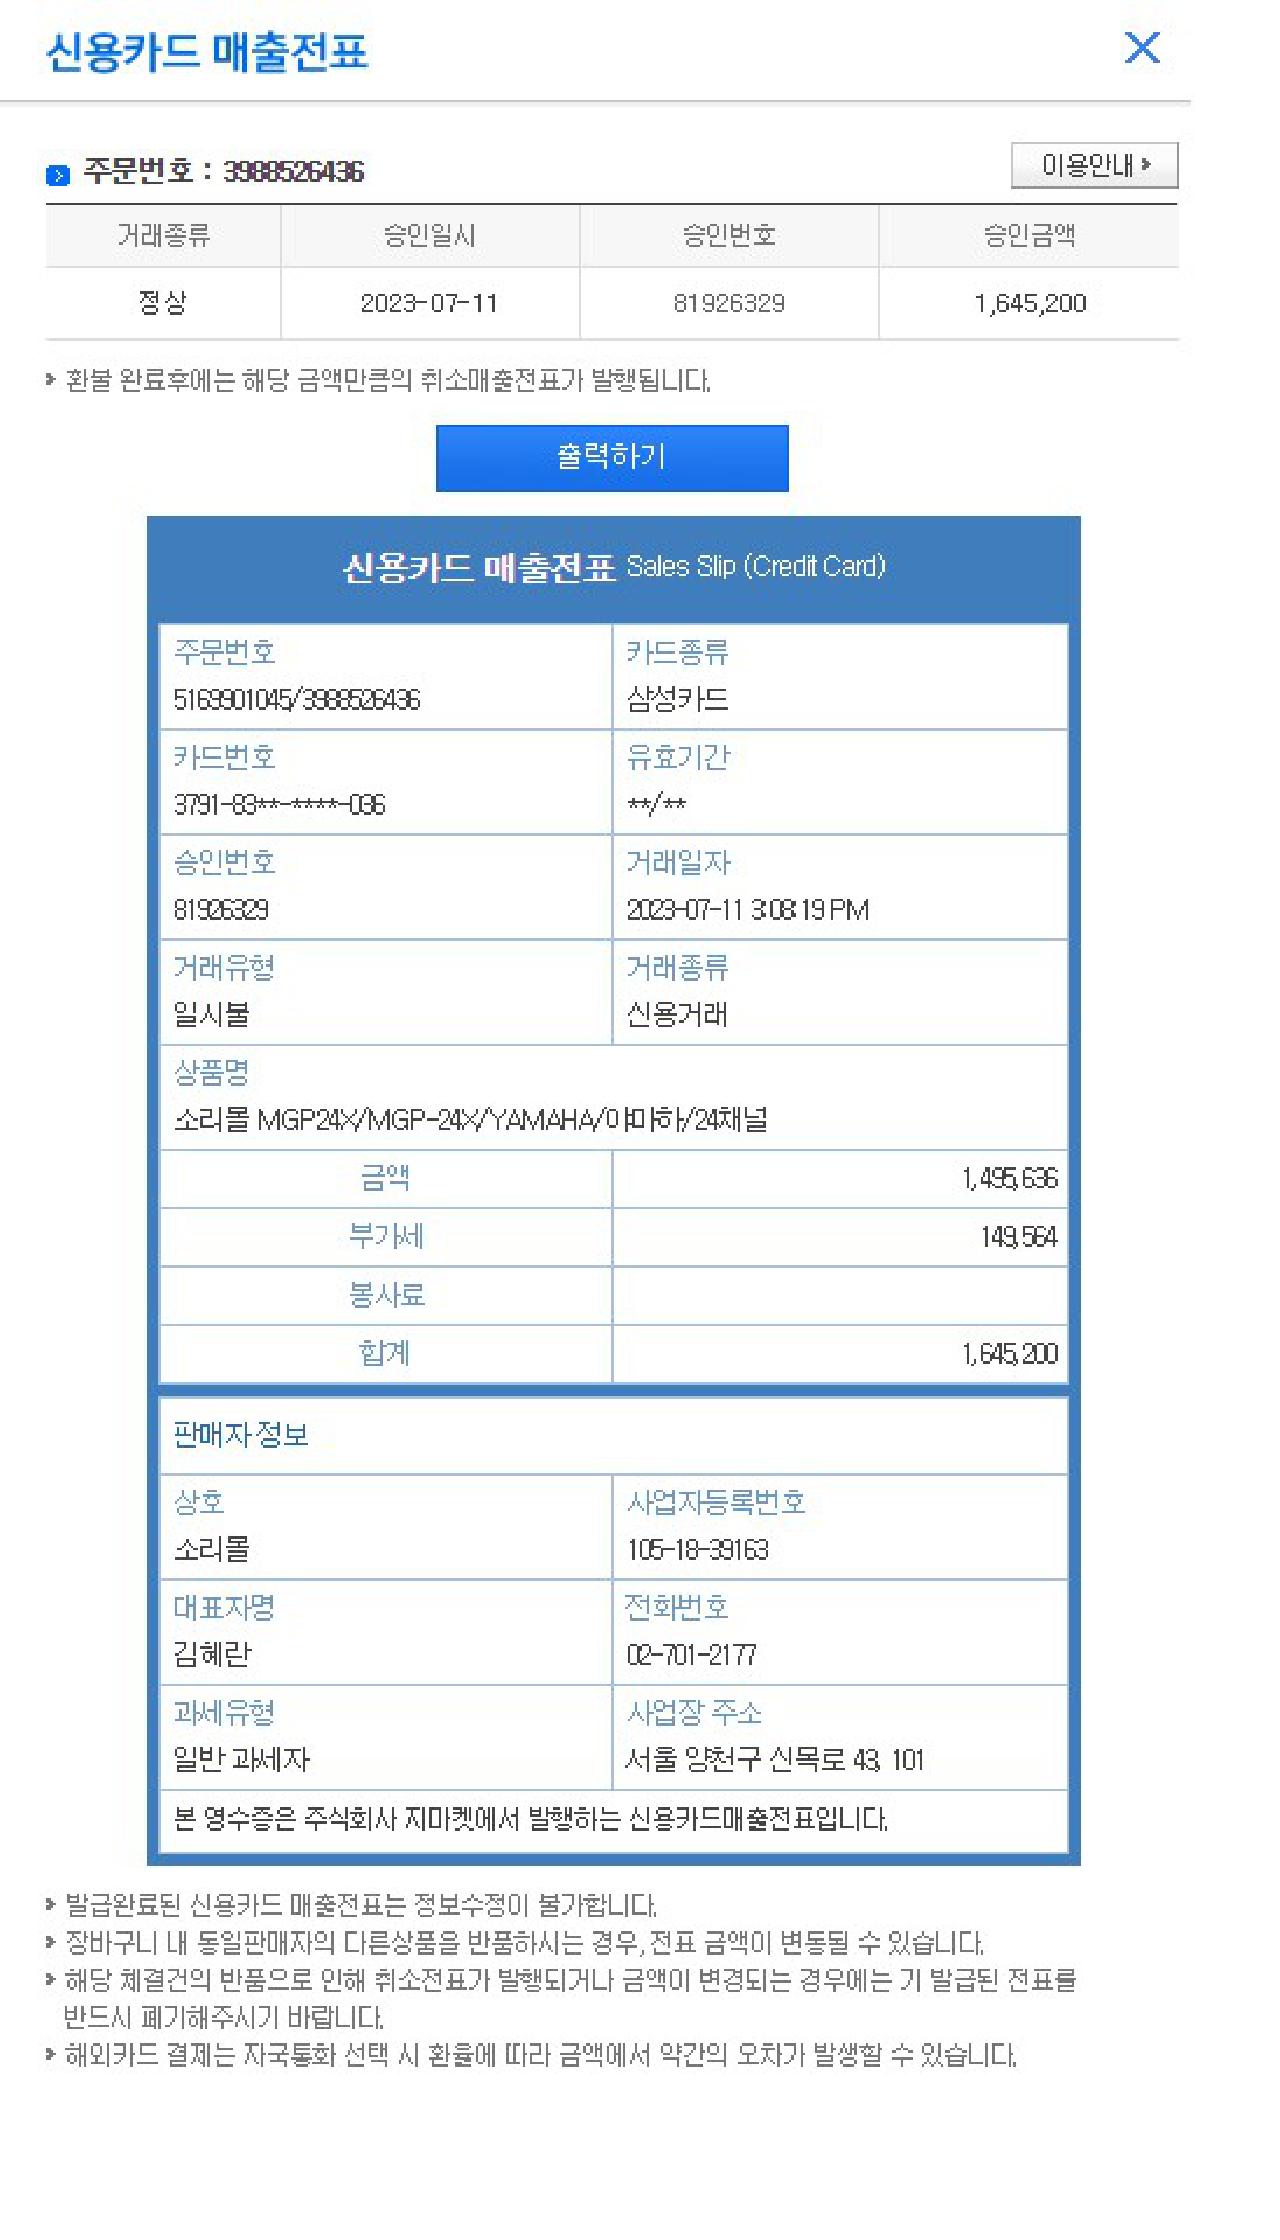 신용카드 매출전표
주문번호 : 3988526436
이용안내
거래종류 승인일시 승인번호 승인금액
정상 2023-07-11 81926329 1,645,200
환불 완료후에는 해당 금액만큼의 취소매출전표가 발행됩니다.
출력하기
신용카드 매출전표 Sales Slip (Credit Card)
주문번호 카드종류
5169901045/3988526436 삼성카드
카드번호 유효기간
3791-83**-****-036 **/**
승인번호 거래일자
81926329 2023-07-11 3:08:19 PM
거래유형 거래종류
일시불 신용거래
상품명
소리몰 MGP24X/MGP-24X/YAMAHA/야마하/24채널
금액 1,495,636
부가세 149,564
봉사료
합계 1,645,200
판매자 정보
상호 사업자등록번호
소리몰 105-18-39163
대표자명 전화번호
김혜란 02-701-2177
과세유형 사업장 주소
일반 과세자 서울 양천구 신목로 43, 101
본 영수증은 주식회사 지마켓에서 발행하는 신용카드매출전표입니다.
발급완료된 신용카드 매출전표는 정보수정이 불가합니다.
장바구니 내 동일판매자의 다른상품을 반품하시는 경우, 전표 금액이 변동될 수 있습니다.
해당 체결건의 반품으로 인해 취소전표가 발행되거나 금액이 변경되는 경우에는 기 발급된 전표를
반드시 폐기해주시기 바랍니다.
해외카드 결제는 자국통화 선택 시 환율에 따라 금액에서 약간의 오차가 발생할 수 있습니다.